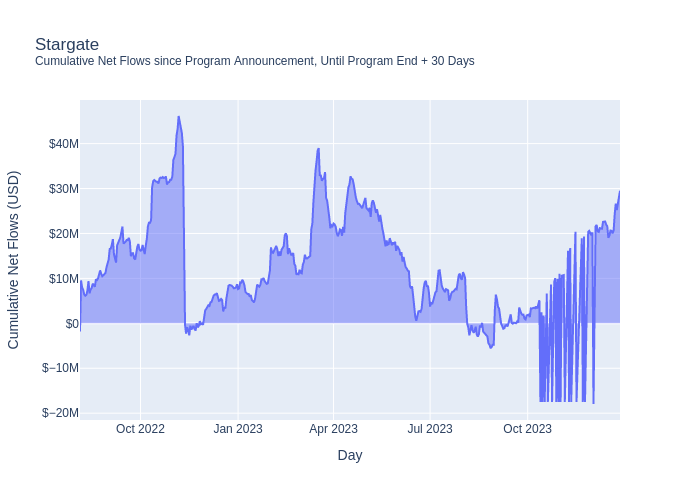 Stargate
Cumulative Net Flows since Program Announcement, Until Program End + 30 Days
Cumulative Net Flows (USD)
$40M
$30M
$20M
$10M
$0
$−10M
$−20M
Oct 2022
Jan 2023
Apr 2023
Jul 2023
Oct 2023
Day